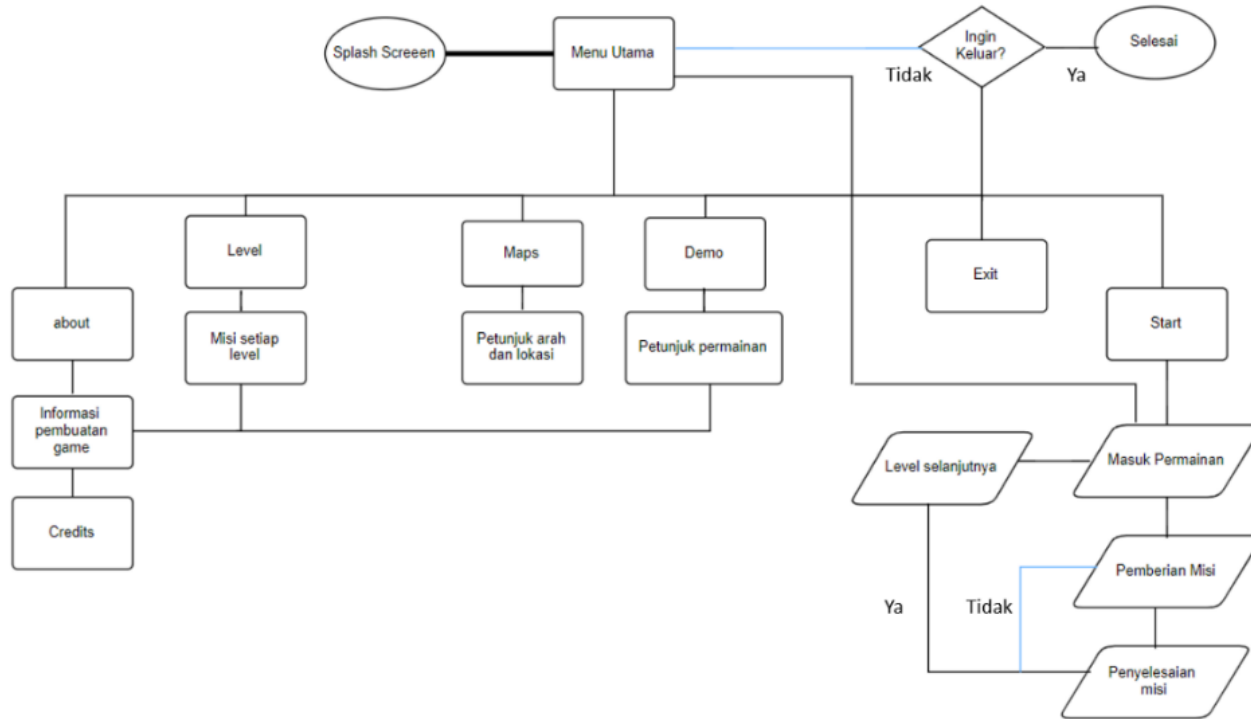 Splash Screeen
Menu Utama
Ingin
Keluar?
Selesai
Tidak
Ya
Level
Maps
Demo
Exit
about
Start
Misi setiap
level
Petunjuk arah
dan lokasi
Petunjuk permainan
Informasi
pembuatan
game
Level selanjutnya
Masuk Permainan
Credits
Pemberian Misi
Ya
Tidak
Penyelesaian
misi